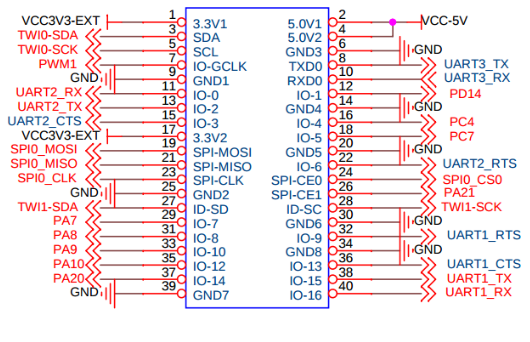 VCC3V3-EXT 1 3.3V1 5.0V1 2 VCC-5V
TWI0-SDA 3 SDA 5.0V2 4
TWI0-SCK 5 SCL GND3 6 GND
PWM1 7 IO-GCLK TXD0 8 UART3_TX
GND 9 GND1 RXD0 10 UART3_RX
UART2_RX 11 IO-0 IO-1 12 PD14
UART2_TX 13 IO-2 GND4 14 GND
UART2_CTS 15 IO-3 IO-4 16 PC4
VCC3V3-EXT 17 3.3V2 IO-5 18 PC7
SPI0_MOSI 19 SPI-MOSI GND5 20 GND
SPI0_MISO 21 SPI-MISO IO-6 22 UART2_RTS
SPI0_CLK 23 SPI-CLK SPI-CE0 24 SPI0_CS0
GND 25 GND2 SPI-CE1 26 PA21
TWI1-SDA 27 ID-SD ID-SC 28 TWI1-SCK
PA7 29 IO-7 GND6 30 GND
PA8 31 IO-8 IO-9 32 UART1_RTS
PA9 33 IO-10 GND8 34 GND
PA10 35 IO-12 IO-13 36 UART1_CTS
PA20 37 IO-14 IO-15 38 UART1_TX
GND 39 GND7 IO-16 40 UART1_RX